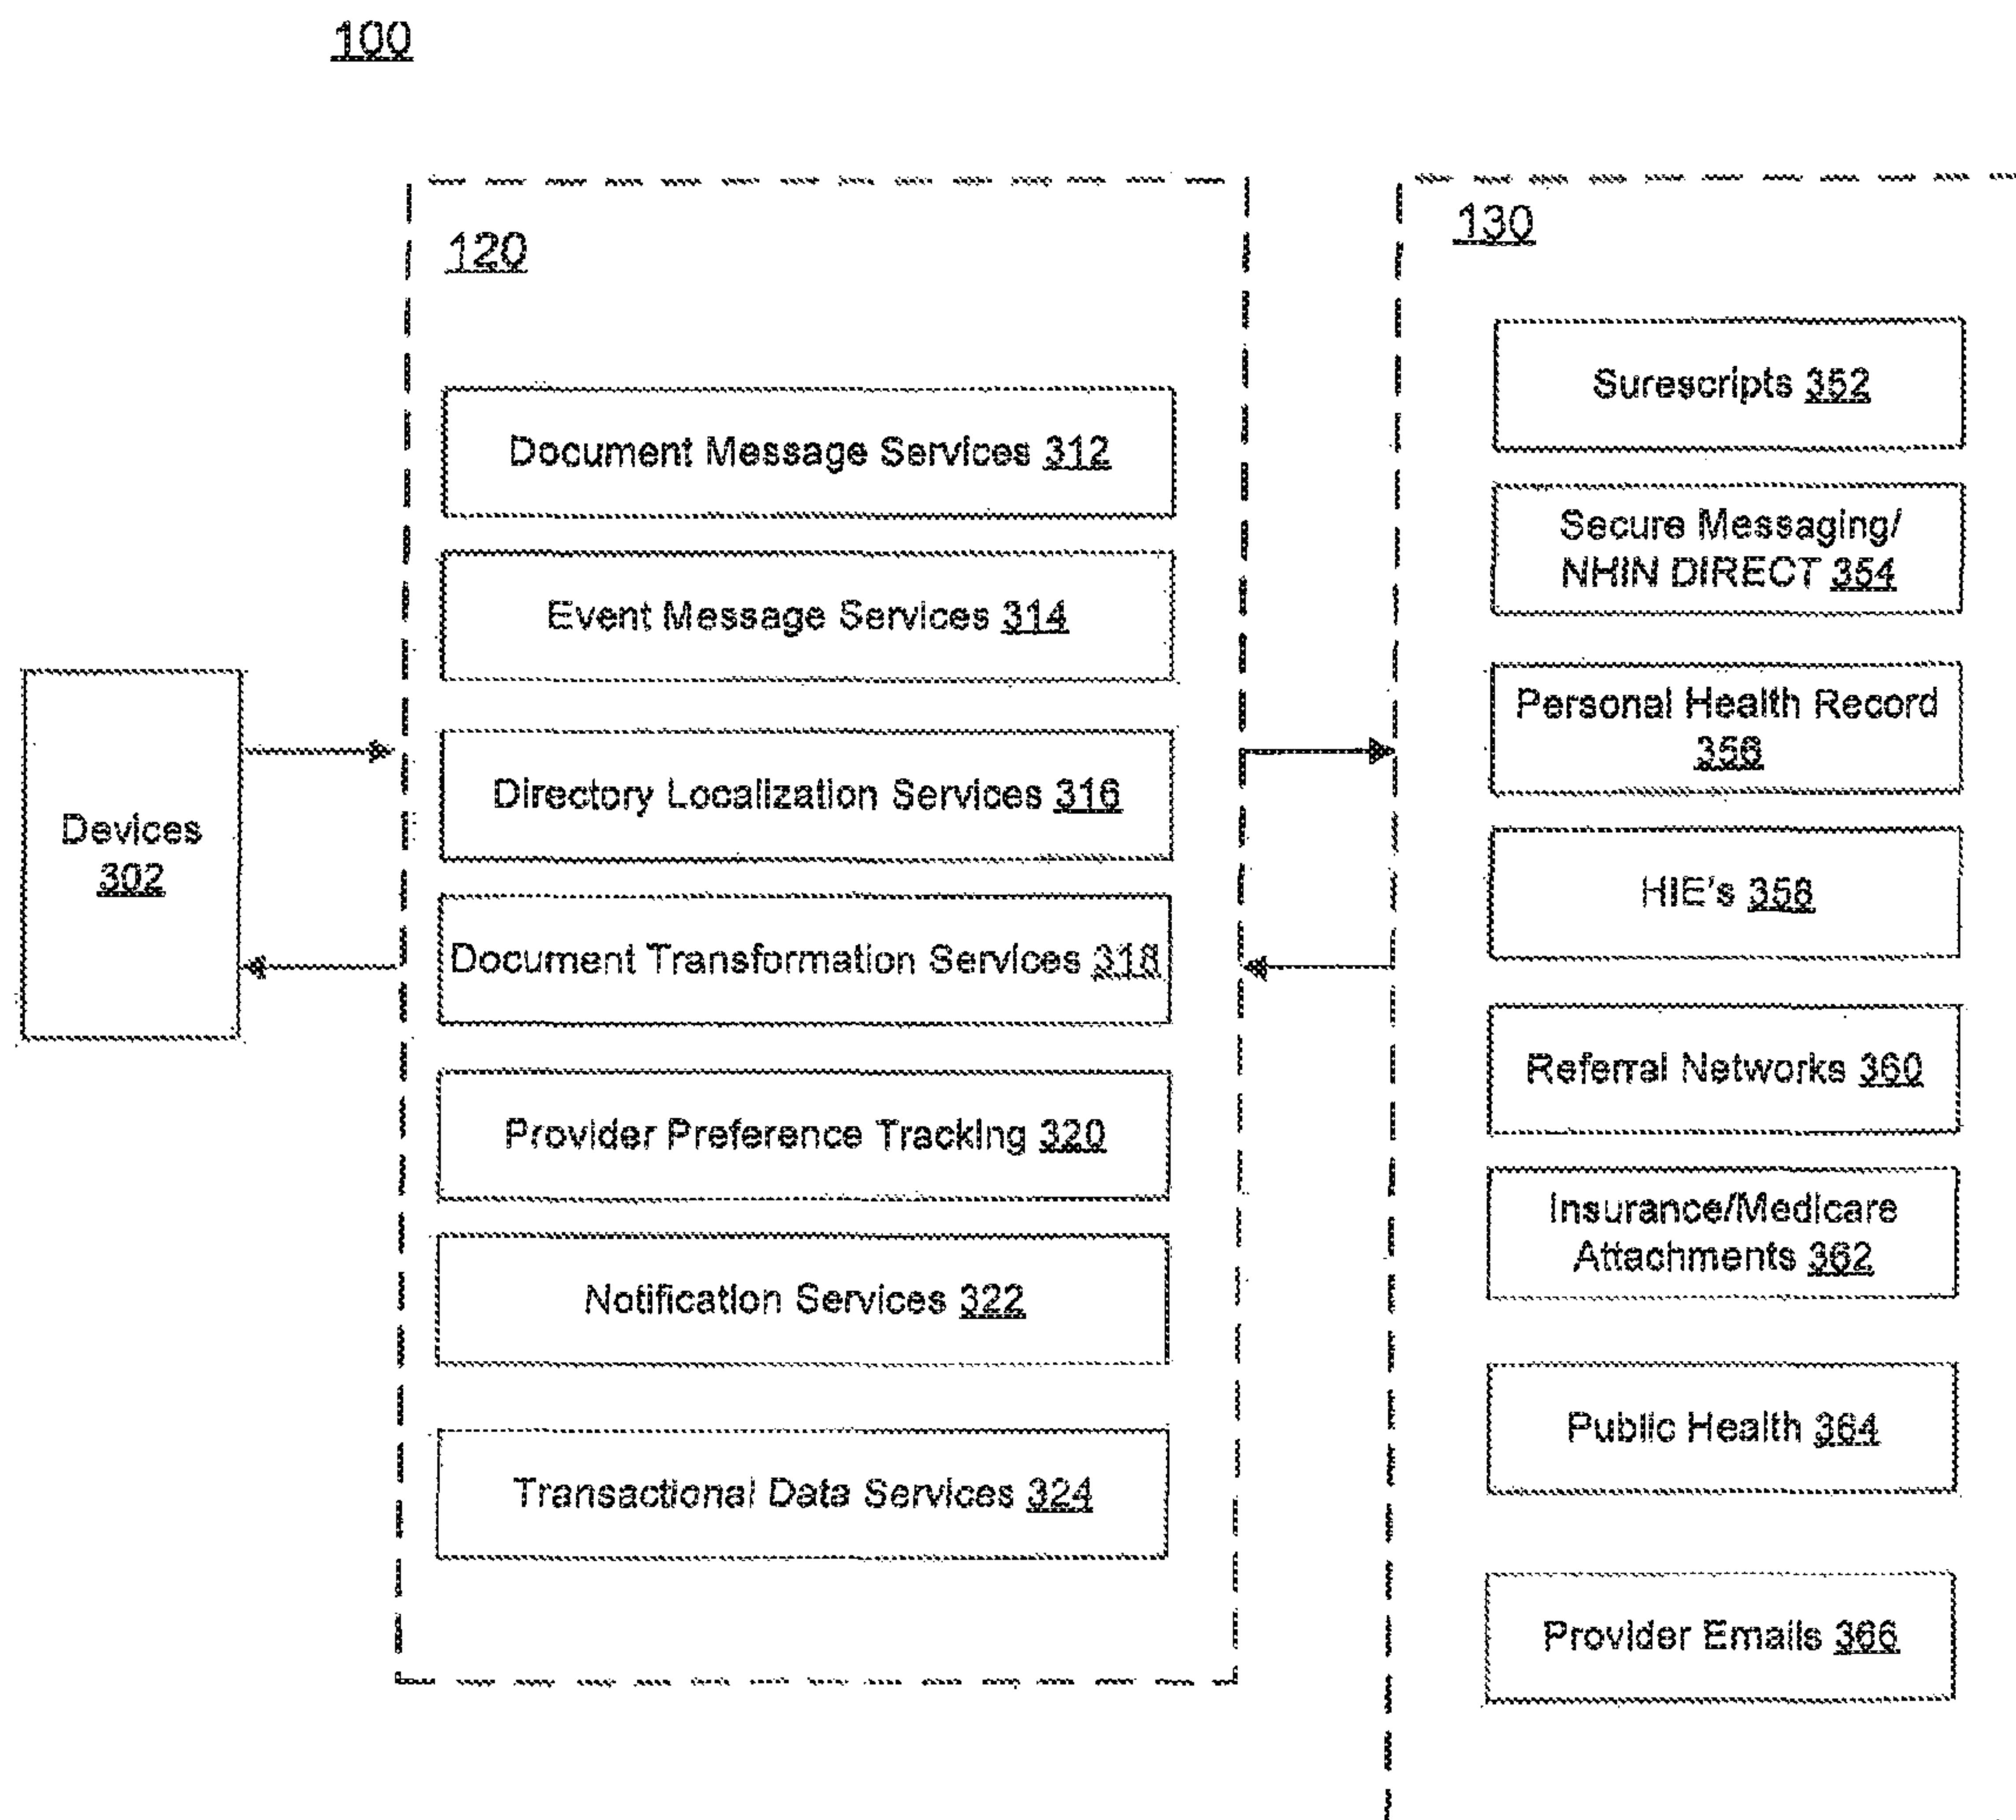 100
120
Document Message Services 312
Event Message Services 314
Directory Localization Services 316
Document Transformation Services 318
Provider Preference Tracking 320
Notification Services 322
Transactional Data Services 324
Devices
302
130
Surescripts 352
Secure Messaging/
NHIN DIRECT 354
Personal Health Record
356
HIE's 358
Referral Networks 360
Insurance/Medicare
Attachments 362
Public Health 364
Provider Emails 366